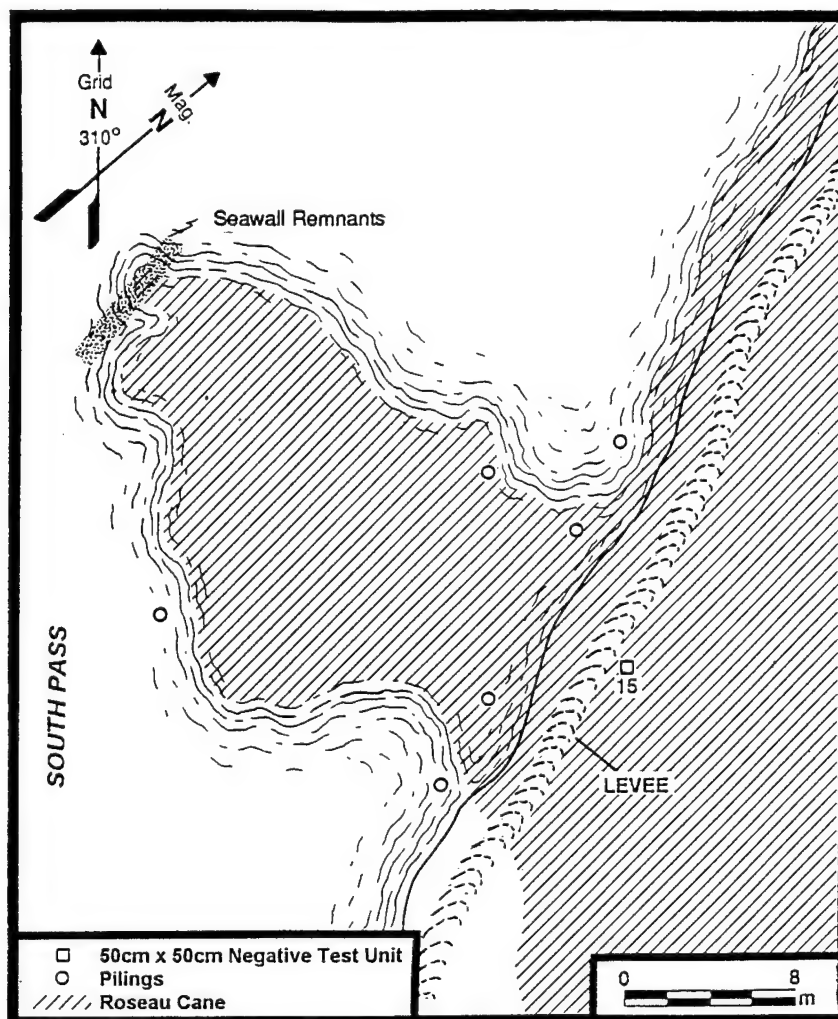 Grid
N
310°
Mag.
N
Seawall Remnants
SOUTH PASS
15
LEVEE
50cm x 50cm Negative Test Unit
Pilings
Roseau Cane
0 8
m